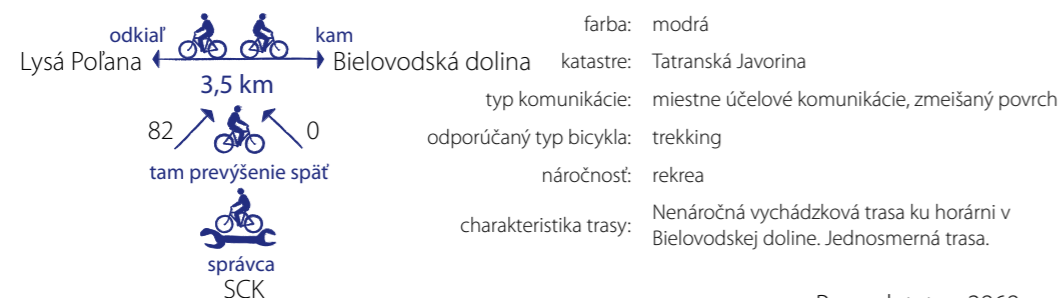 odkiaľ kam
Lysá Poľana Bielovodská dolina
3,5 km
82 0
tam prevýšenie späť
správca
SCK
farba: modrá
katastre: Tatranská Javorina
typ komunikácie: miestne účelové komunikácie, zmeišaný povrch
odporúčaný typ bicykla: trekking
náročnosť: rekrea
charakteristika trasy: Nenáročná vychádzková trasa ku horárni v
Bielovodskej doline. Jednosmerná trasa.